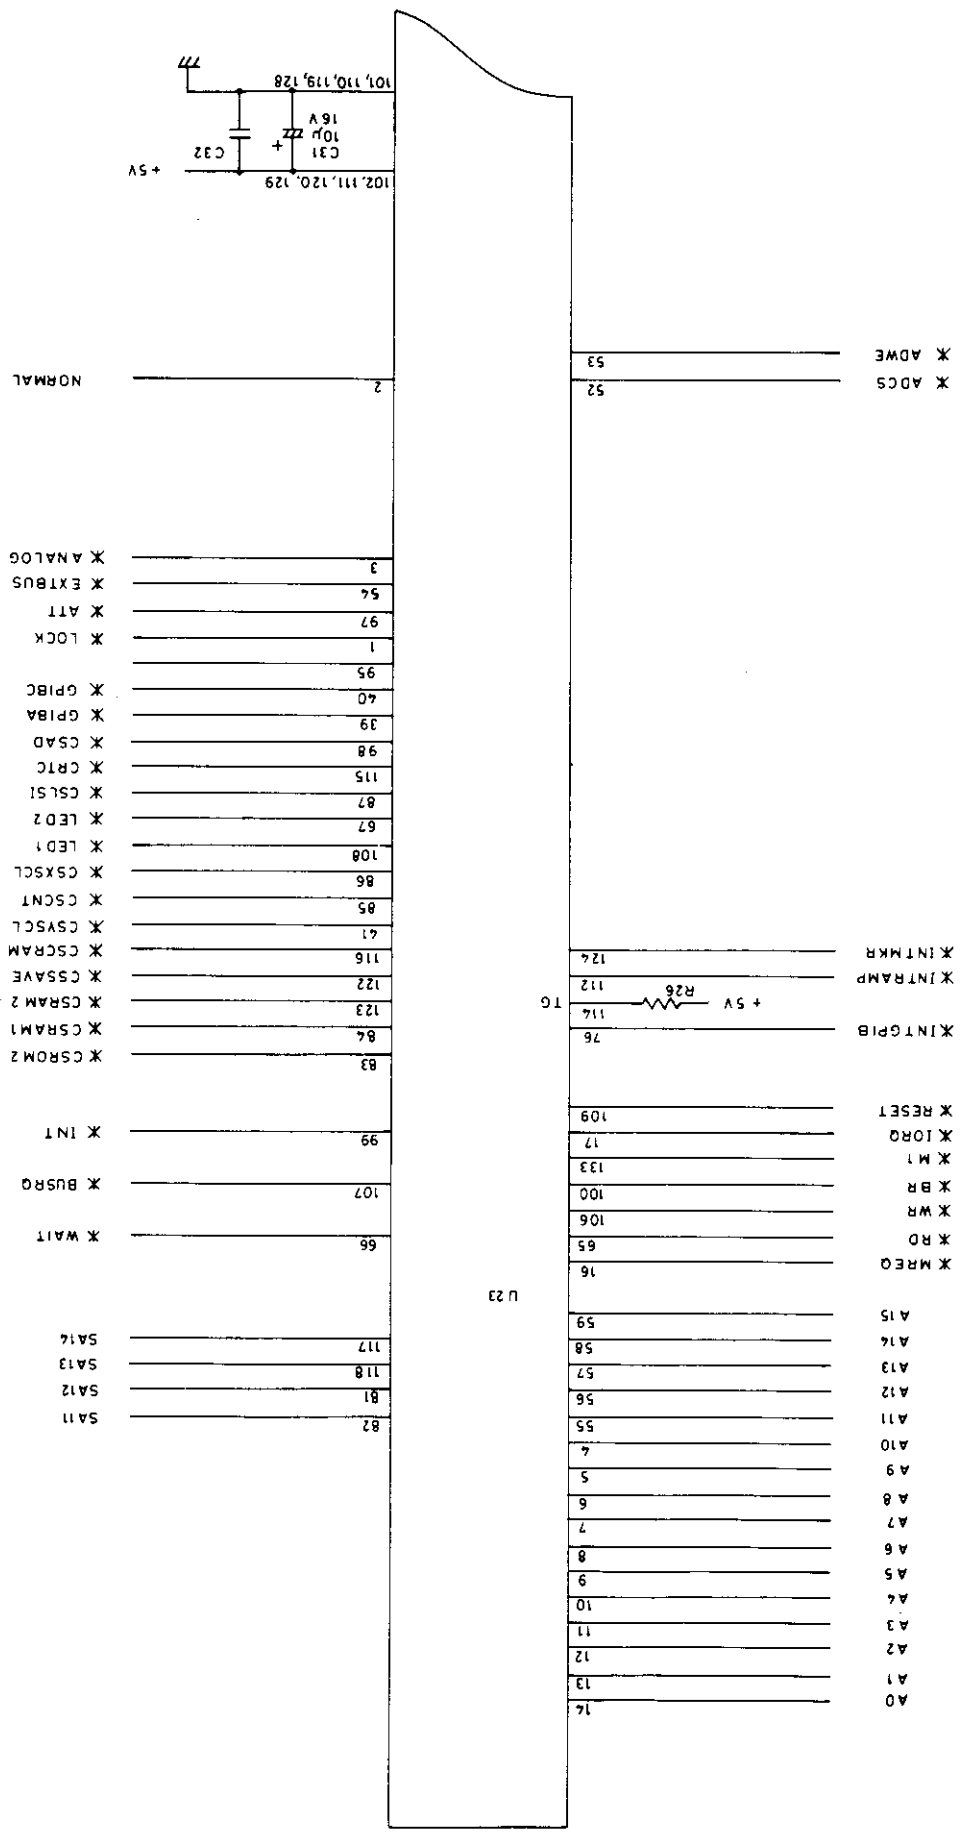 A0 14
A1 13
A2 12
A3 11
A4 10
A5 9
A6 8
A7 7
A8 6
A9 5
A10 4
A11 55 82 SA11
A12 56 81 SA12
A13 57 118 SA13
A14 58 117 SA14
A15 59
U23
* MREQ 16
* RD 65 66 * WAIT
* WR 106
* BR 100 107 * BUSRQ
* M1 133
* IORQ 17 99 * INT
* RESET 109
83 * CSROM2
* INTGPIB 76 84 * CSRAM1
+5V R26 114 TG 123 * CSRAM2
* INTRAMP 112 122 * CSSAVE
* INTMKR 124 116 * CSCRAM
41 * CSYSCL
85 * CSCNT
86 * CSXSCL
108 * LED1
67 * LED2
87 * CSLSI
115 * CRTC
98 * CSAD
39 * GPIBA
40 * GPIBC
95
1 * LOCK
97 * ATT
54 * EXTBUS
3 * ANALOG
* ADCS 52 2 NORMAL
* ADWE 53
102, 111, 120, 129 +5V
C31 + C32
10μ
16V
101, 110, 119, 128